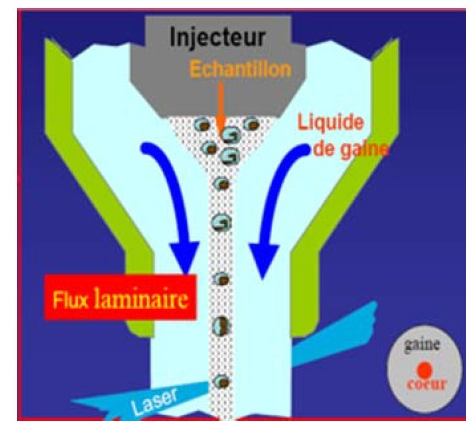 Injecteur
Echantillon
Liquide
de gaine
Flux laminaire
gaine
coeur
Laser